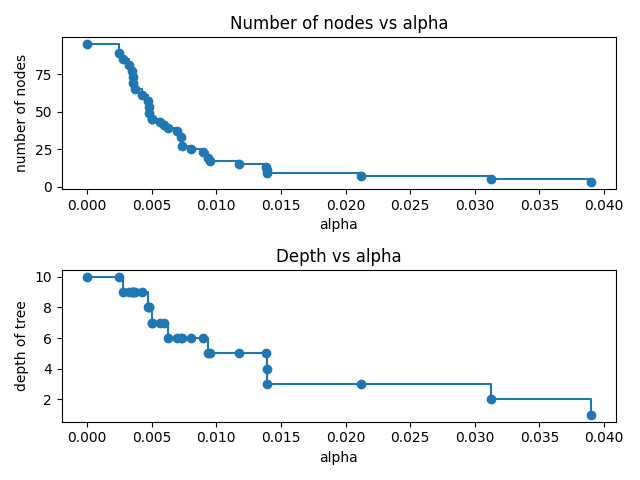 Number of nodes vs alpha
number of nodes
75
50
25
0
0.000 0.005 0.010 0.015 0.020 0.025 0.030 0.035 0.040
alpha
Depth vs alpha
depth of tree
10
8
6
4
2
0.000 0.005 0.010 0.015 0.020 0.025 0.030 0.035 0.040
alpha